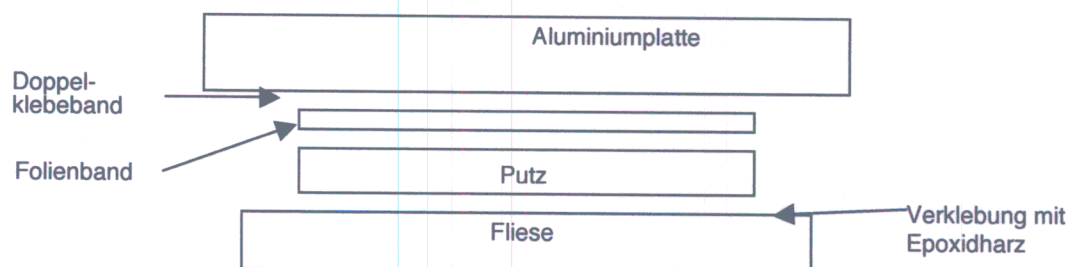 Aluminiumplatte
Doppel-
klebeband
Folienband
Putz
Fliese
Verklebung mit
Epoxidharz